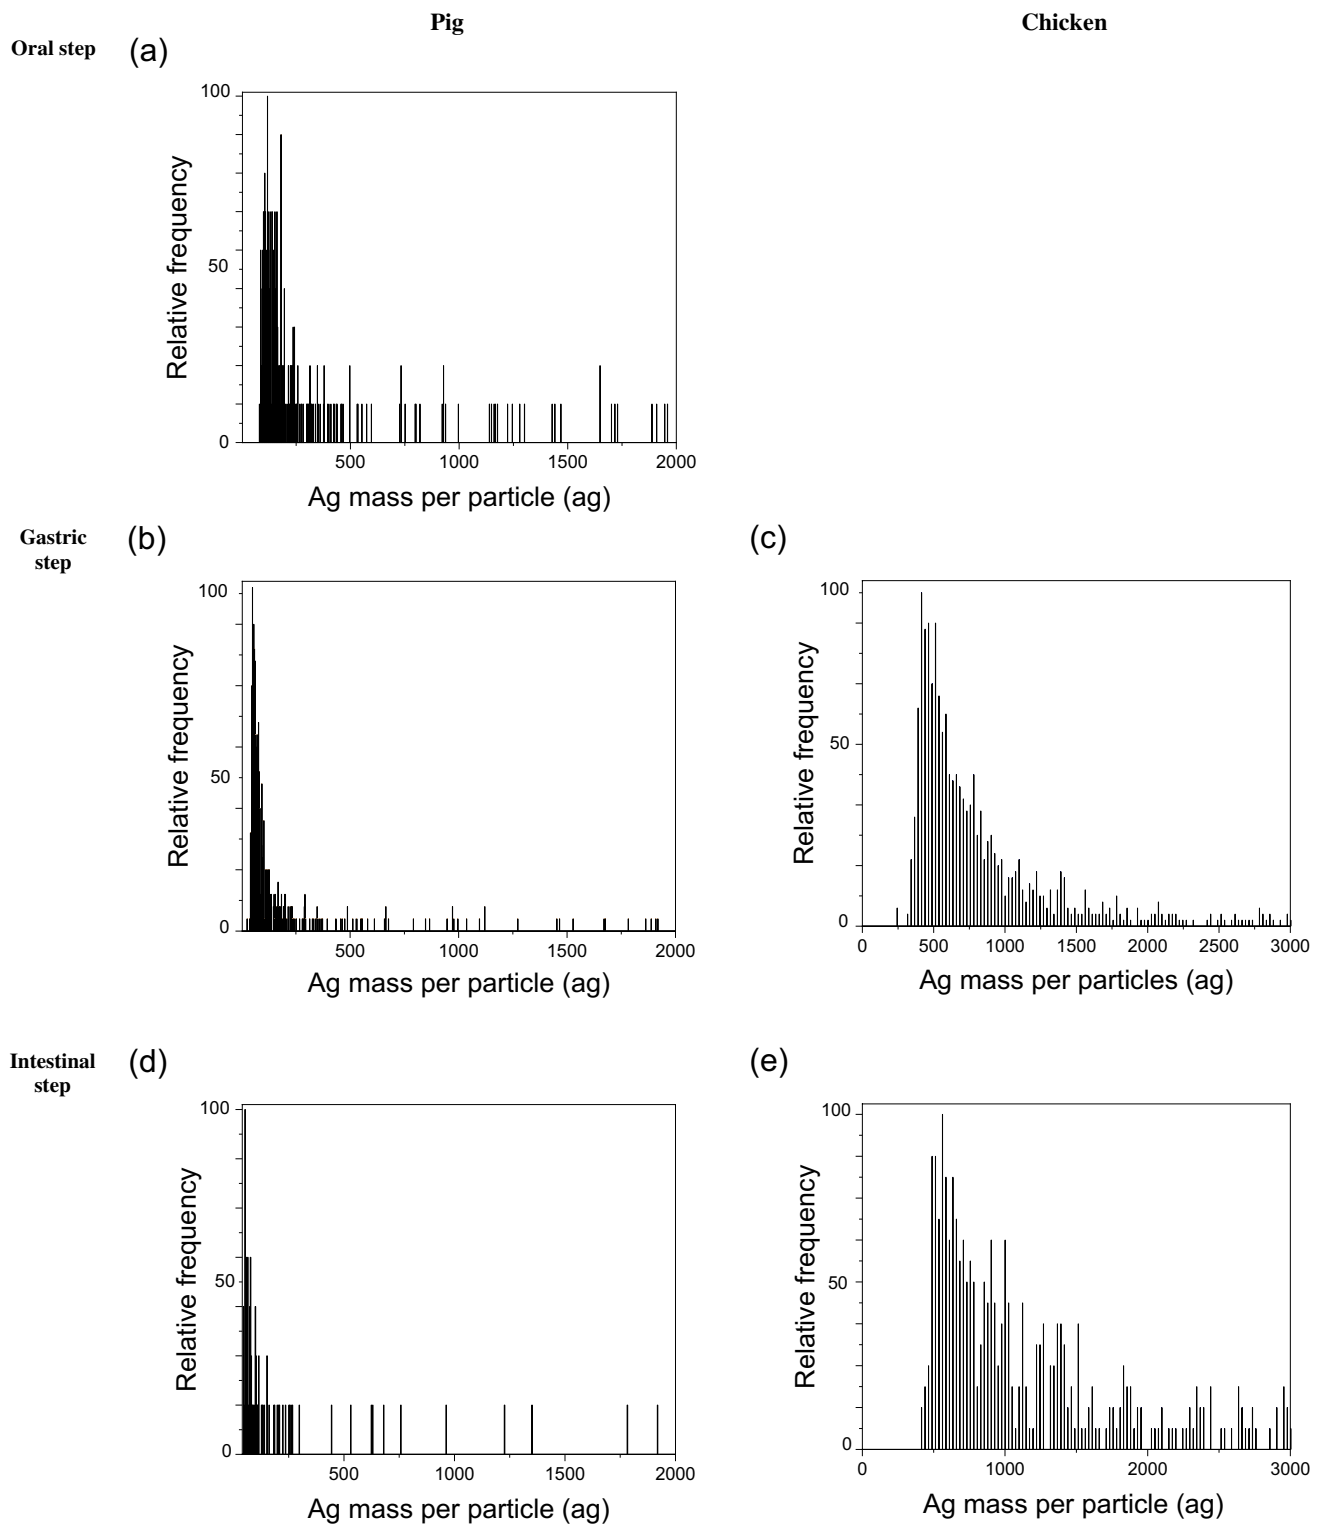 Pig
Chicken
Oral step
(a)
100
50
0
500
1000
1500
2000
Relative frequency
Ag mass per particle (ag)
Gastric
step
(b)
100
50
0
500
1000
1500
2000
Relative frequency
Ag mass per particle (ag)
(c)
100
50
0
0
500
1000
1500
2000
2500
3000
Relative frequency
Ag mass per particles (ag)
Intestinal
step
(d)
100
50
0
500
1000
1500
2000
Relative frequency
Ag mass per particle (ag)
(e)
100
50
0
0
1000
2000
3000
Relative frequency
Ag mass per particle (ag)